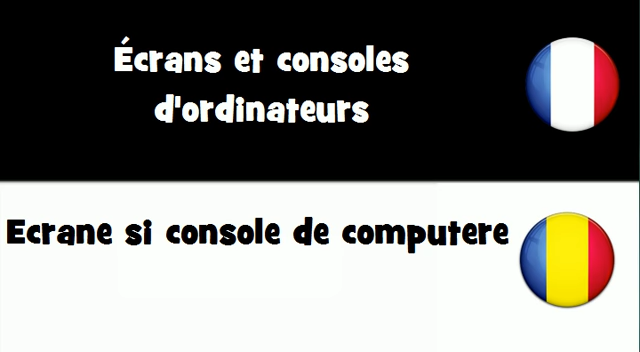 Écrans et consoles
d'ordinateurs
Ecrane si console de computere